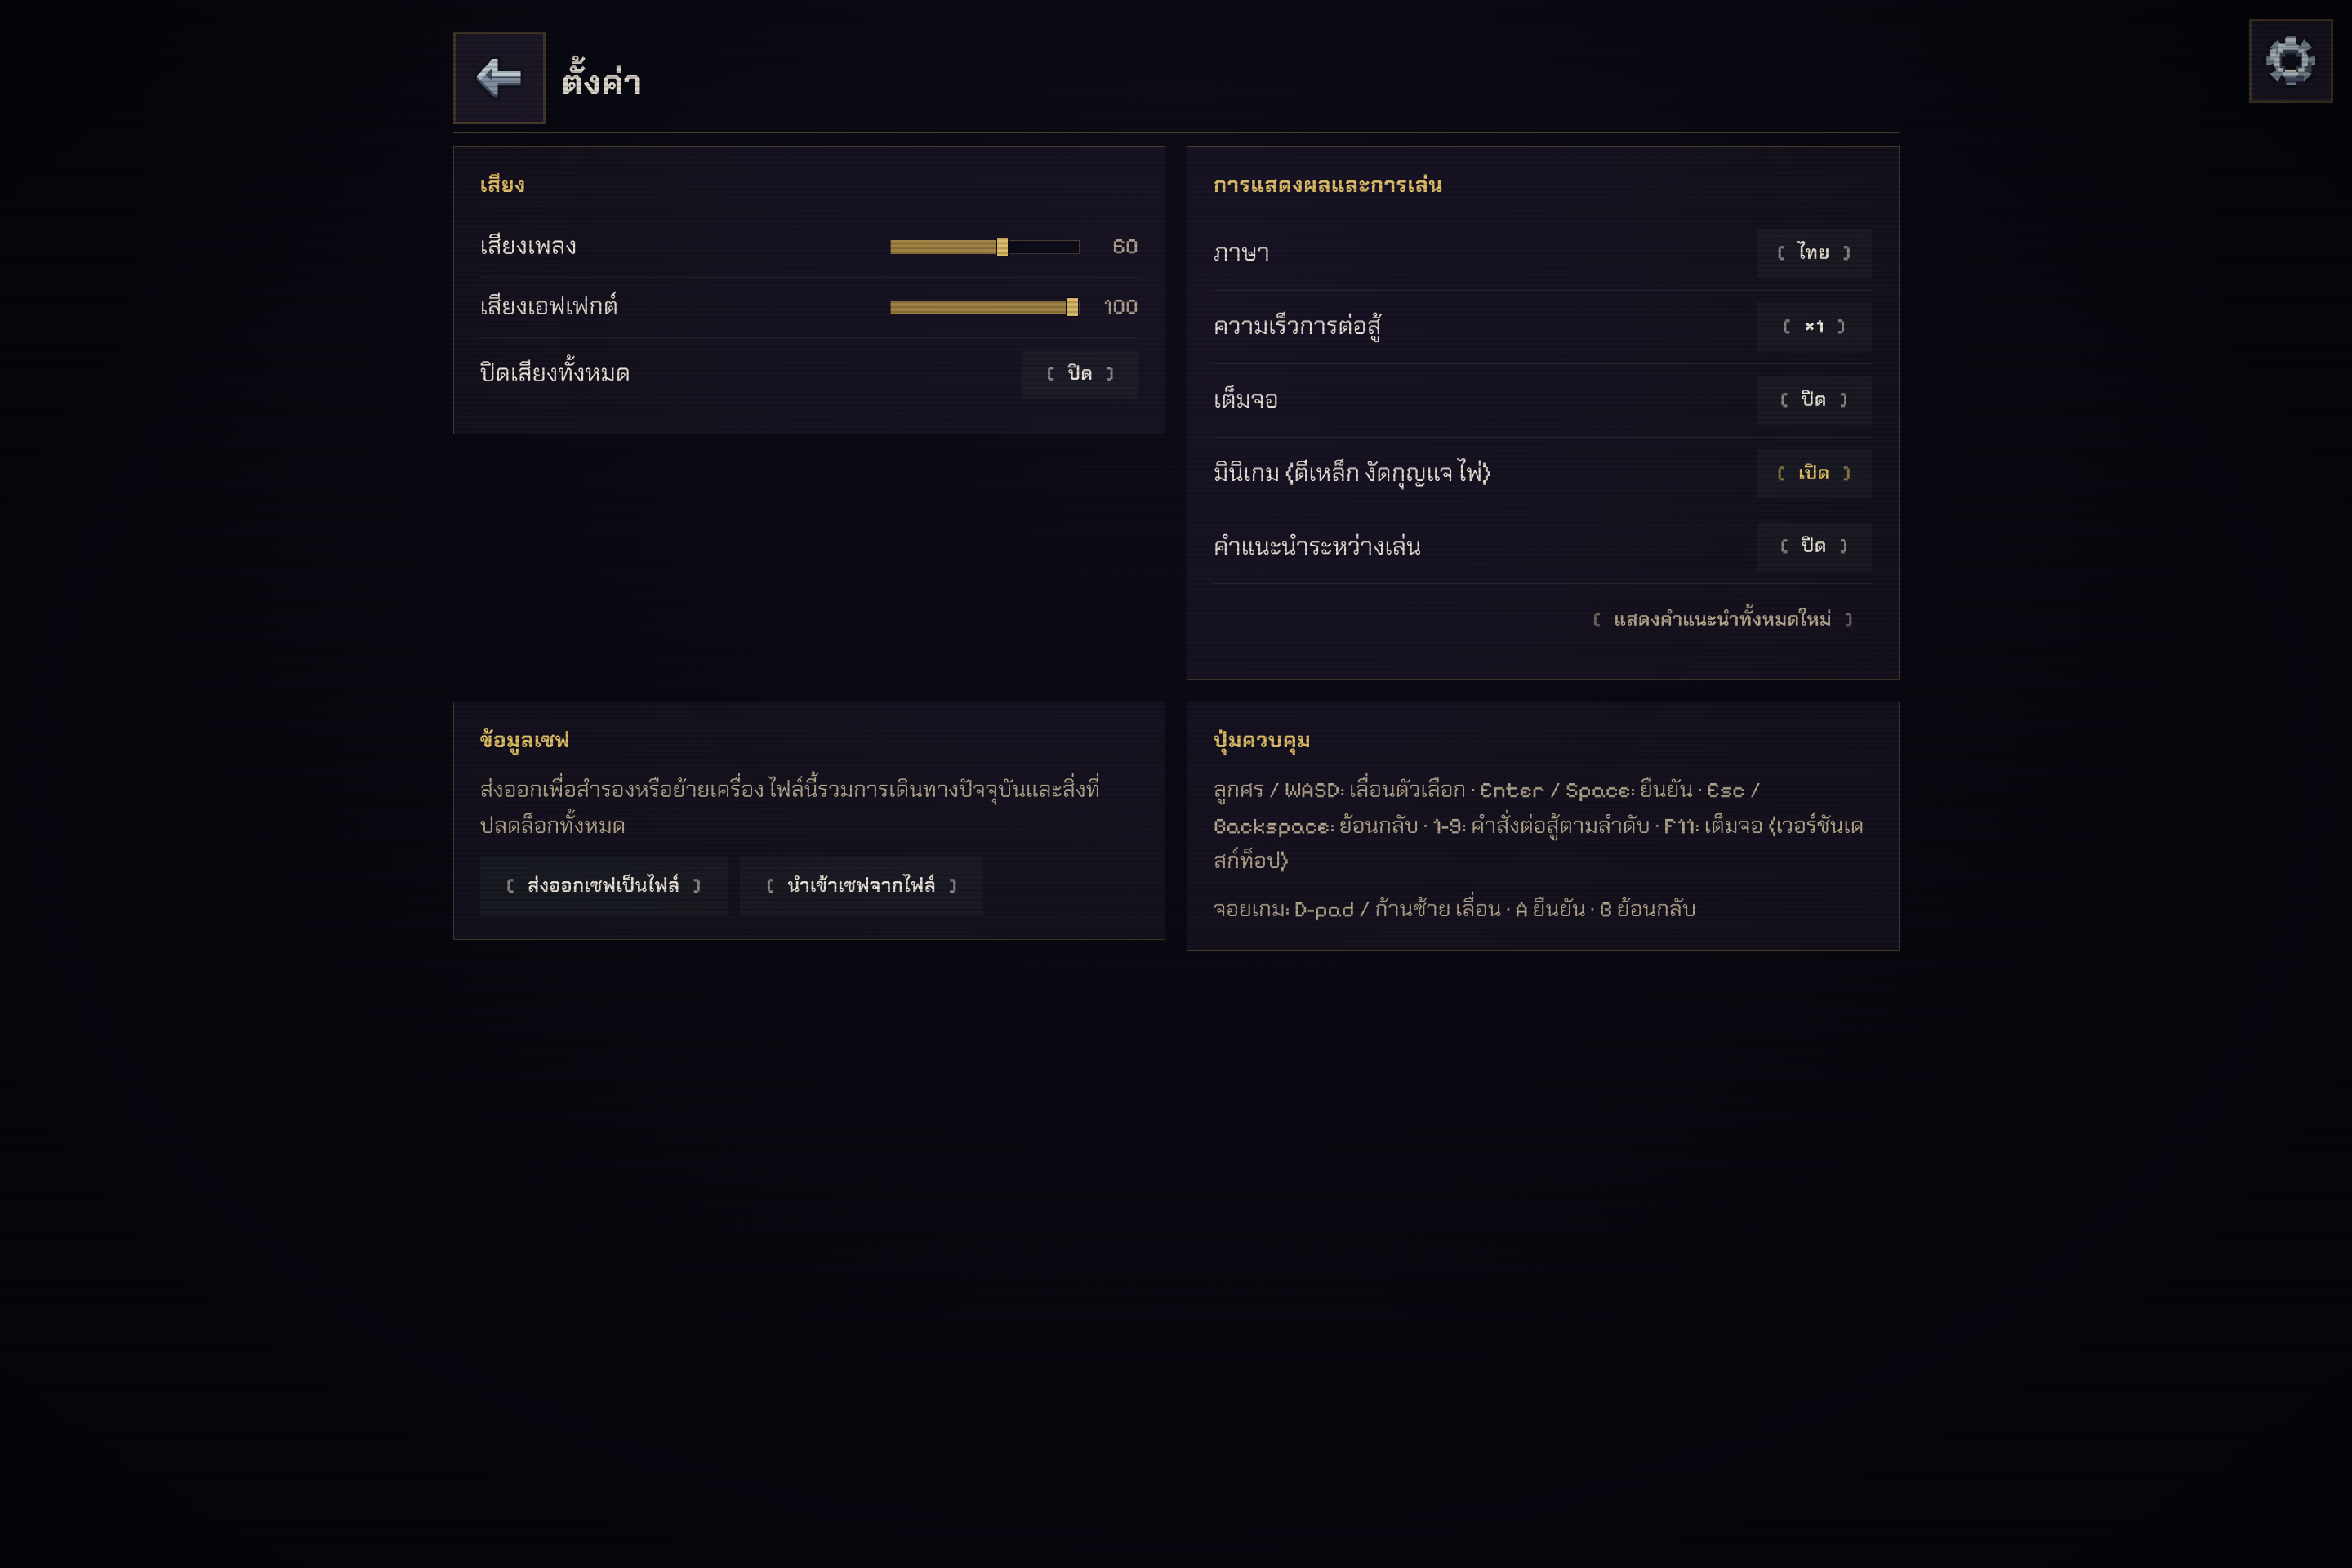 ตั้งค่า
เสียง
เสียงเพลง 60
เสียงเอฟเฟกต์ 100
ปิดเสียงทั้งหมด [ ปิด ]
การแสดงผลและการเล่น
ภาษา [ ไทย ]
ความเร็วการต่อสู้ [ ×1 ]
เต็มจอ [ ปิด ]
มินิเกม (ตีเหล็ก งัดกุญแจ ไพ่) [ เปิด ]
คำแนะนำระหว่างเล่น [ ปิด ]
[ แสดงคำแนะนำทั้งหมดใหม่ ]
ข้อมูลเซฟ
ส่งออกเพื่อสำรองหรือย้ายเครื่อง ไฟล์นี้รวมการเดินทางปัจจุบันและสิ่งที่
ปลดล็อกทั้งหมด
[ ส่งออกเซฟเป็นไฟล์ ] [ นำเข้าเซฟจากไฟล์ ]
ปุ่มควบคุม
ลูกศร / WASD: เลื่อนตัวเลือก · Enter / Space: ยืนยัน · Esc /
Backspace: ย้อนกลับ · 1-9: คำสั่งต่อสู้ตามลำดับ · F11: เต็มจอ (เวอร์ชันเด
สก์ท็อป)
จอยเกม: D-pad / ก้านซ้าย เลื่อน · A ยืนยัน · B ย้อนกลับ